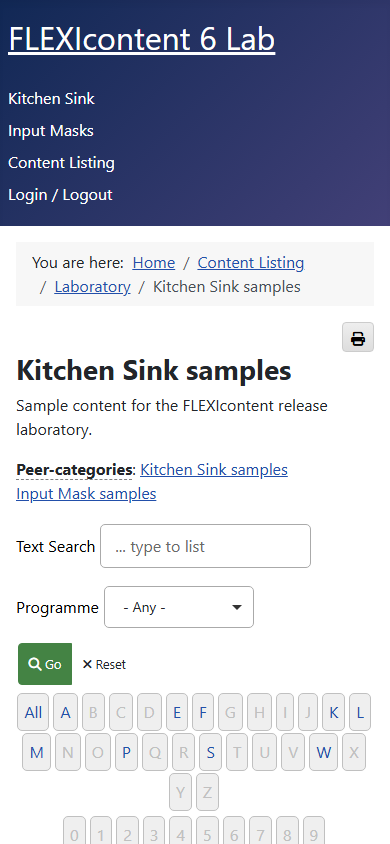 FLEXIcontent 6 Lab
Kitchen Sink
Input Masks
Content Listing
Login / Logout
You are here: Home / Content Listing
/ Laboratory / Kitchen Sink samples
Kitchen Sink samples
Sample content for the FLEXIcontent release
laboratory.
Peer-categories: Kitchen Sink samples
Input Mask samples
Text Search ... type to list
Programme - Any -
Go Reset
All A B C D E F G H I J K L
M N O P Q R S T U V W X
Y Z
0 1 2 3 4 5 6 7 8 9